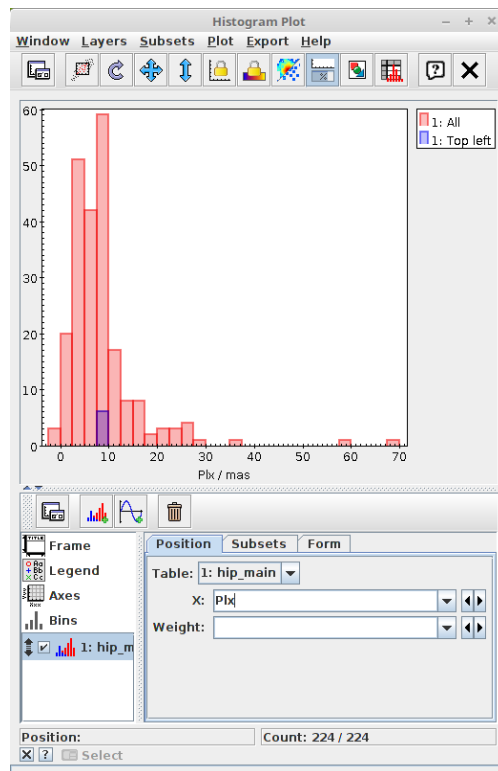 Histogram Plot
Window Layers Subsets Plot Export Help
60
50
40
30
20
10
0
0 10 20 30 40 50 60 70
Plx / mas
1: All
1: Top left
Frame
Legend
Axes
Bins
1: hip_m
Position Subsets Form
Table: 1: hip_main
X: Plx
Weight:
Position: Count: 224 / 224
Select